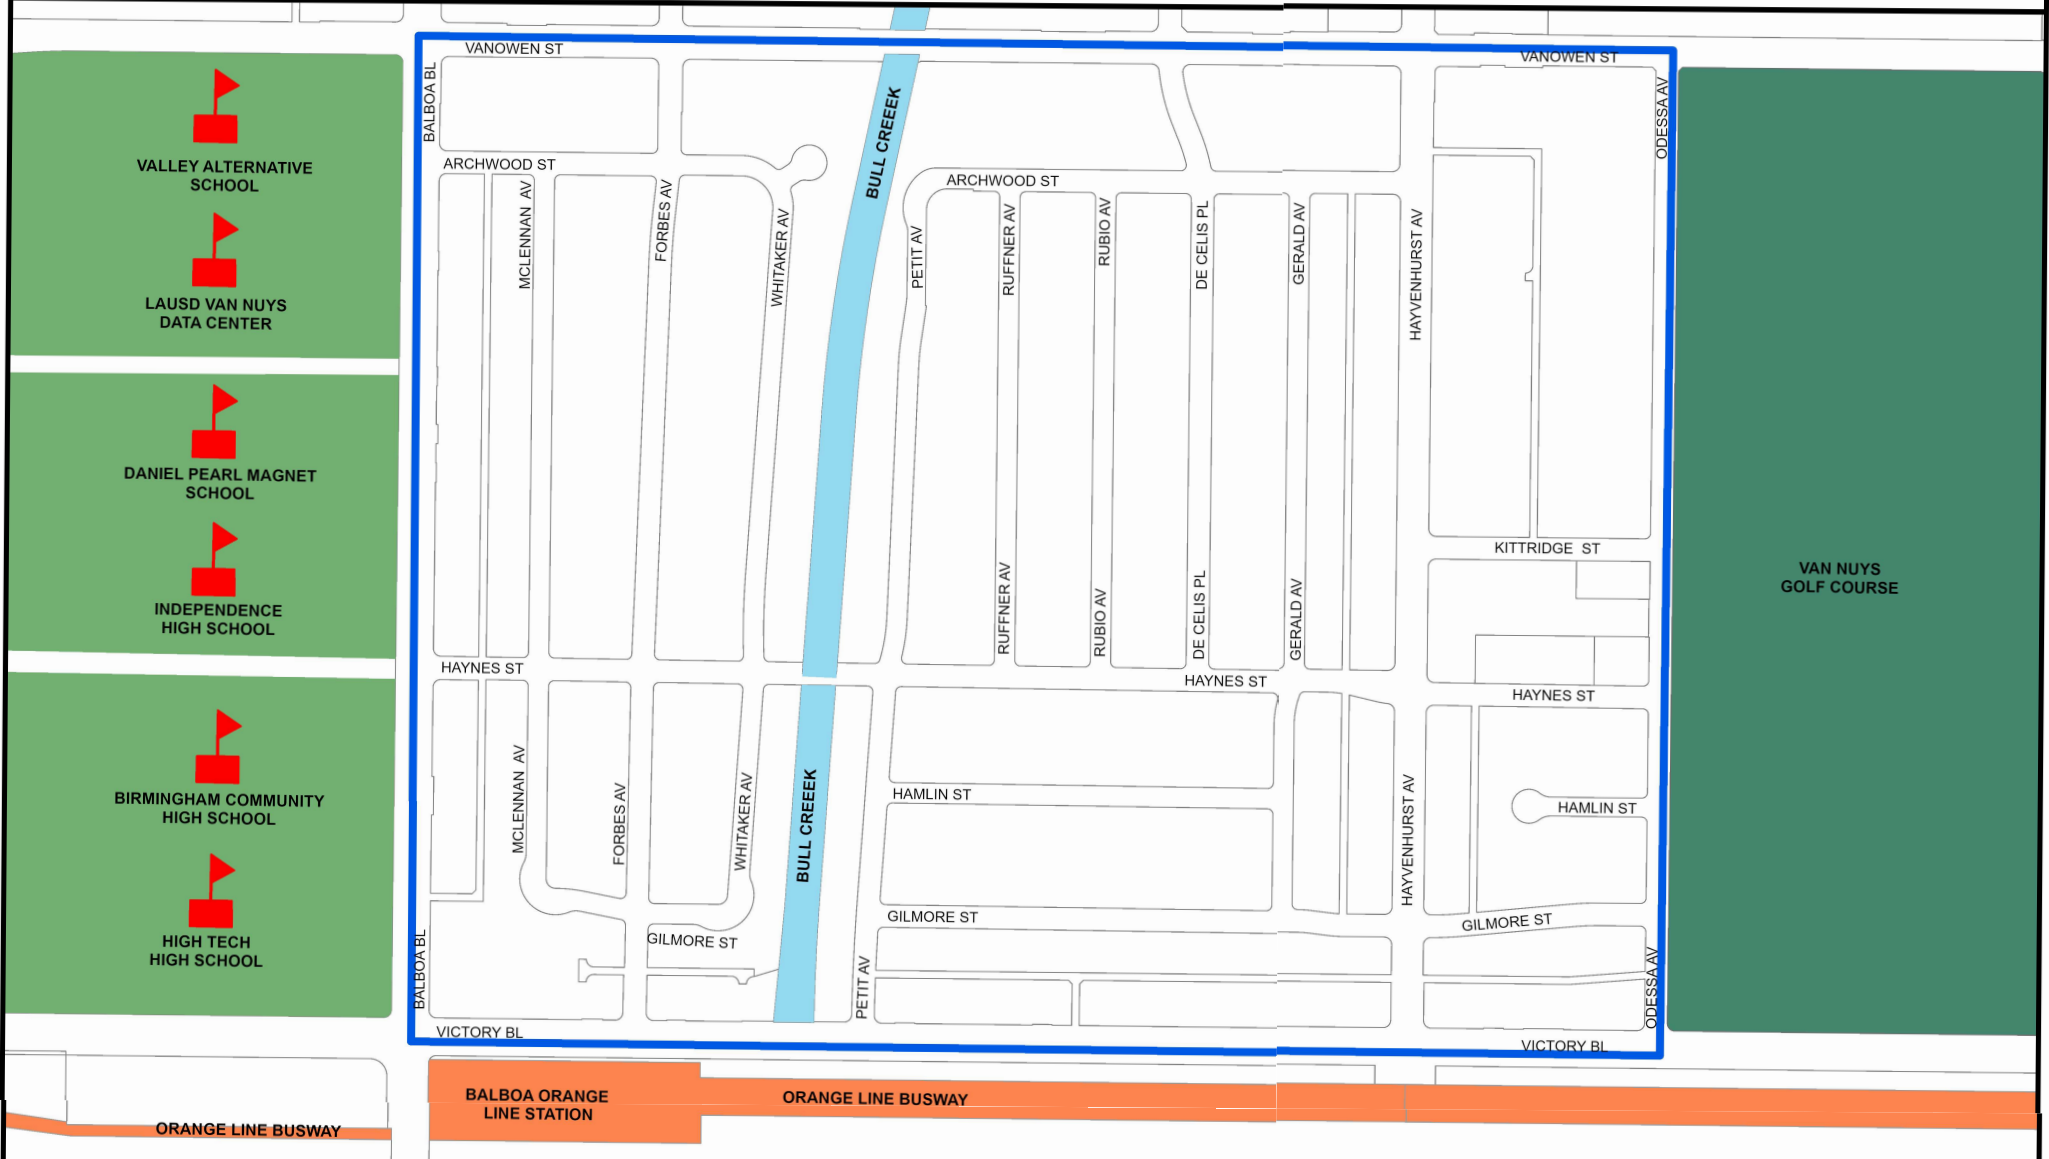 VANOWEN ST
VANOWEN ST
BALBOA BL
ODESSA AV
BULL CREEEK
VALLEY ALTERNATIVE
SCHOOL
ARCHWOOD ST
ARCHWOOD ST
MCLENNAN AV
FORBES AV
WHITAKER AV
PETIT AV
RUFFNER AV
RUBIO AV
DE CELIS PL
GERALD AV
HAYVENHURST AV
LAUSD VAN NUYS
DATA CENTER
DANIEL PEARL MAGNET
SCHOOL
KITTRIDGE ST
VAN NUYS
GOLF COURSE
RUFFNER AV
RUBIO AV
DE CELIS PL
GERALD AV
INDEPENDENCE
HIGH SCHOOL
HAYNES ST
HAYNES ST
HAYNES ST
MCLENNAN AV
FORBES AV
WHITAKER AV
BULL CREEEK
HAMLIN ST
HAYVENHURST AV
HAMLIN ST
BIRMINGHAM COMMUNITY
HIGH SCHOOL
GILMORE ST
GILMORE ST
GILMORE ST
HIGH TECH
HIGH SCHOOL
BALBOA BL
PETIT AV
ODESSA AV
VICTORY BL
VICTORY BL
BALBOA ORANGE
LINE STATION
ORANGE LINE BUSWAY
ORANGE LINE BUSWAY